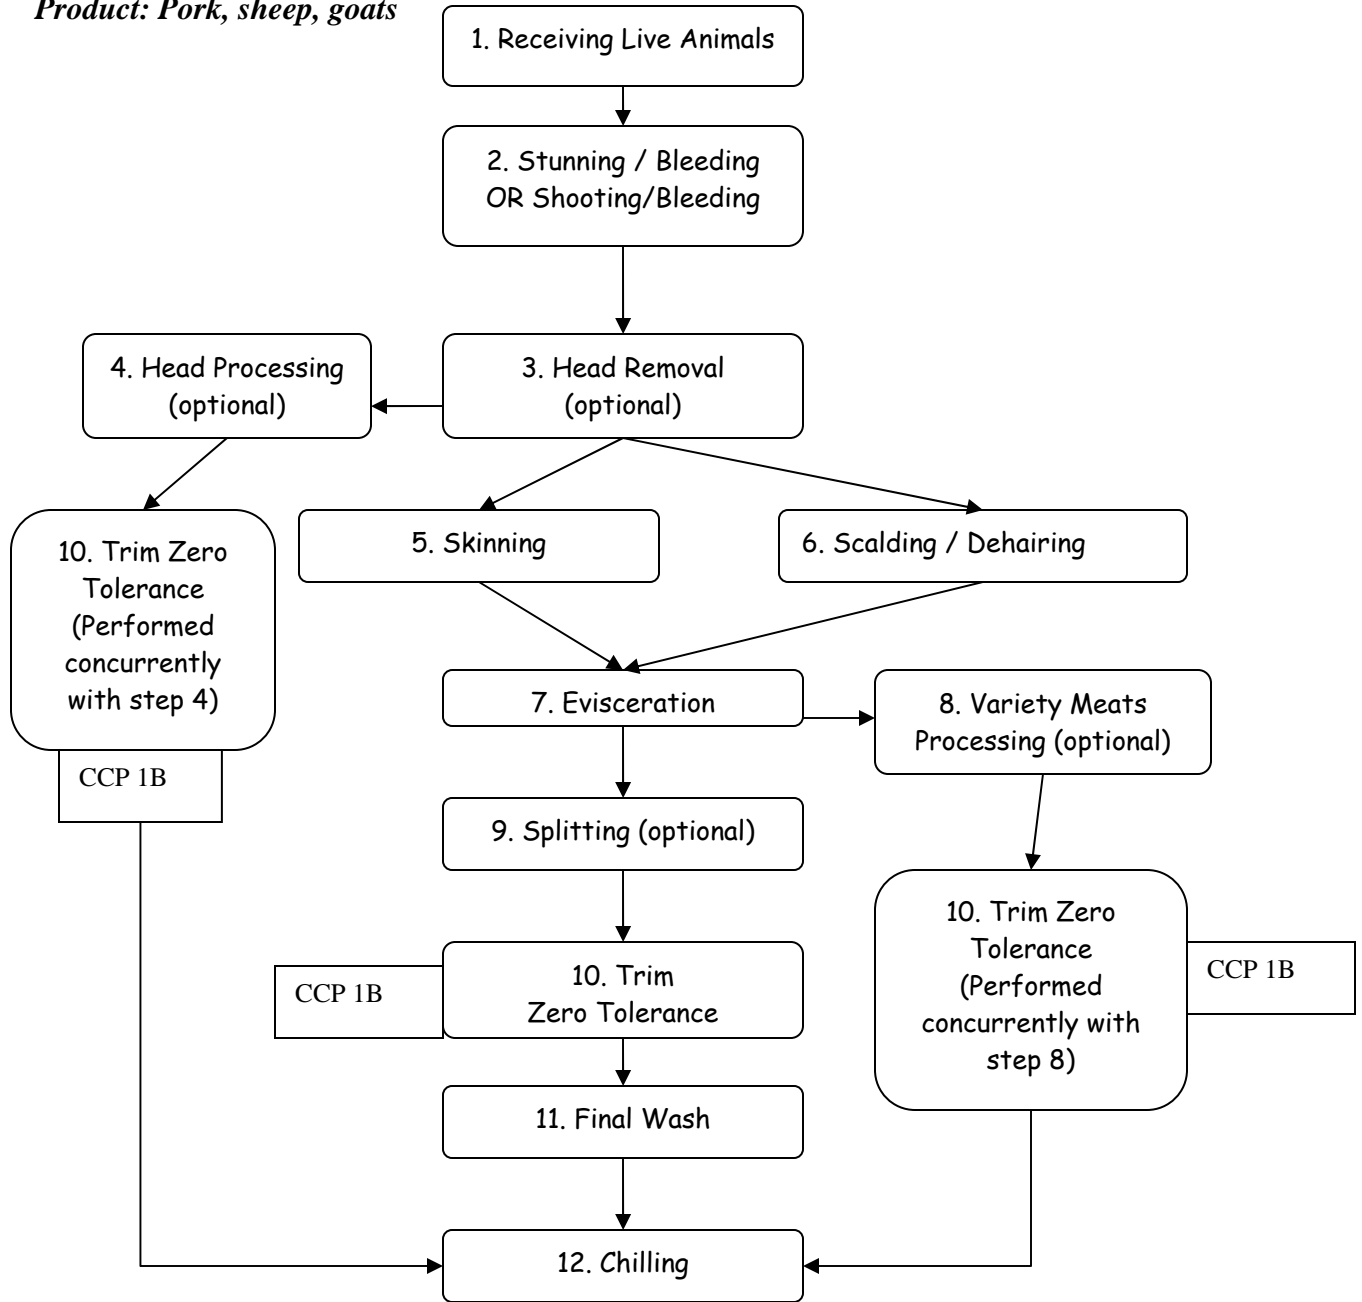 Product: Pork, sheep, goats
1. Receiving Live Animals
2. Stunning / Bleeding
OR Shooting/Bleeding
4. Head Processing
(optional)
3. Head Removal
(optional)
10. Trim Zero
Tolerance
(Performed
concurrently
with step 4)
CCP 1B
5. Skinning
6. Scalding / Dehairing
7. Evisceration
8. Variety Meats
Processing (optional)
9. Splitting (optional)
CCP 1B
10. Trim
Zero Tolerance
10. Trim Zero
Tolerance
(Performed
concurrently with
step 8)
CCP 1B
11. Final Wash
12. Chilling